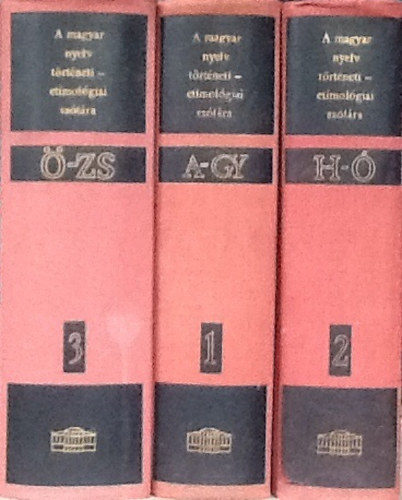 A magyar
nyelv
történeti –
etimológiai
szótára
Ö-ZS
3
A magyar
nyelv
történeti –
etimológiai
szótára
A-GY
1
A magyar
nyelv
történeti –
etimológiai
szótára
H-Ó
2